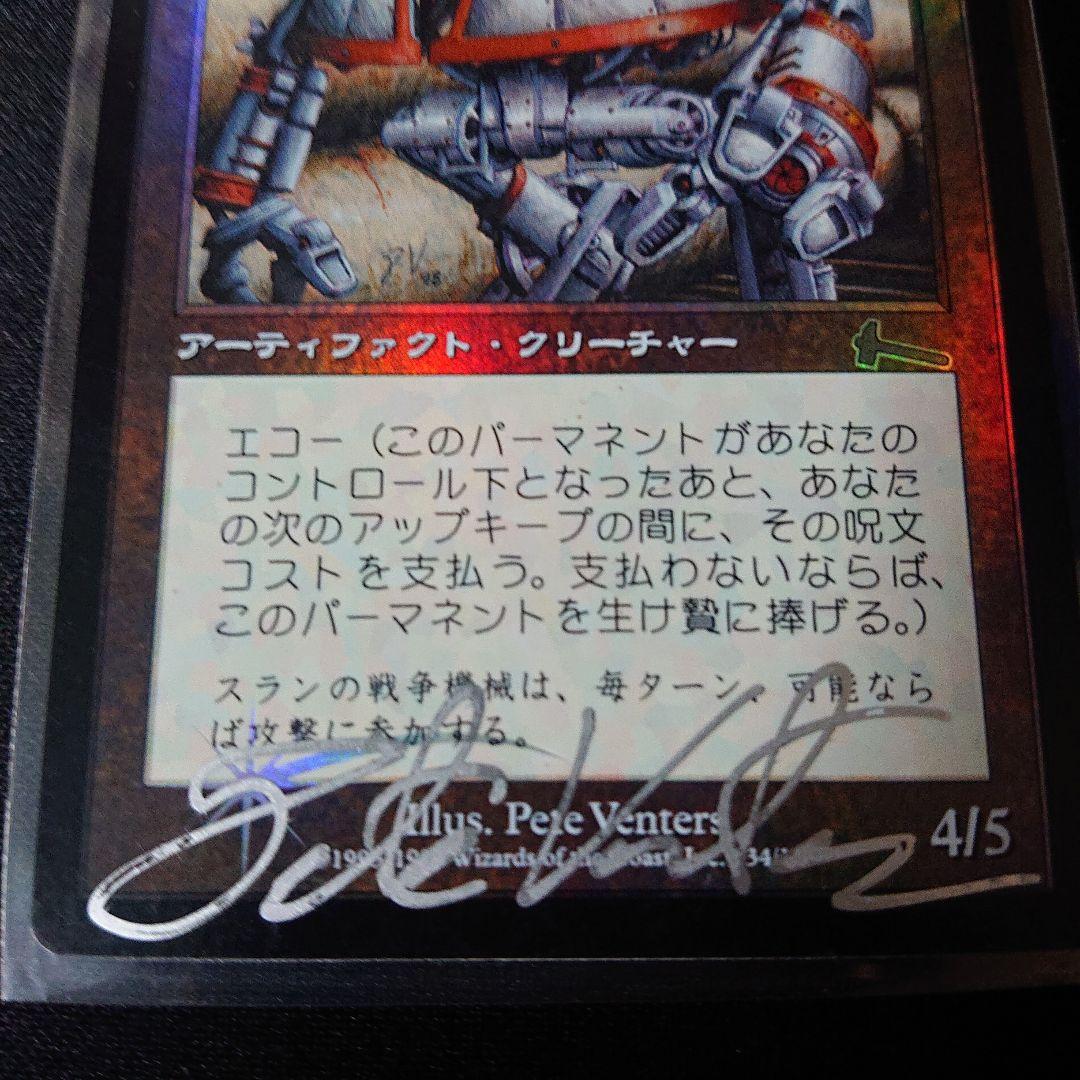 アーティファクト・クリーチャー
エコー（このパーマネントがあなたの
コントロール下となったあと、あなた
の次のアップキープの間に、その呪文
コストを支払う。支払わないならば、
このパーマネントを生け贄に捧げる。）
スランの戦争機械は、毎ターン、可能なら
ば攻撃に参加する。
Illus. Pete Venters
4/5
Wizards of the Coast, Inc.